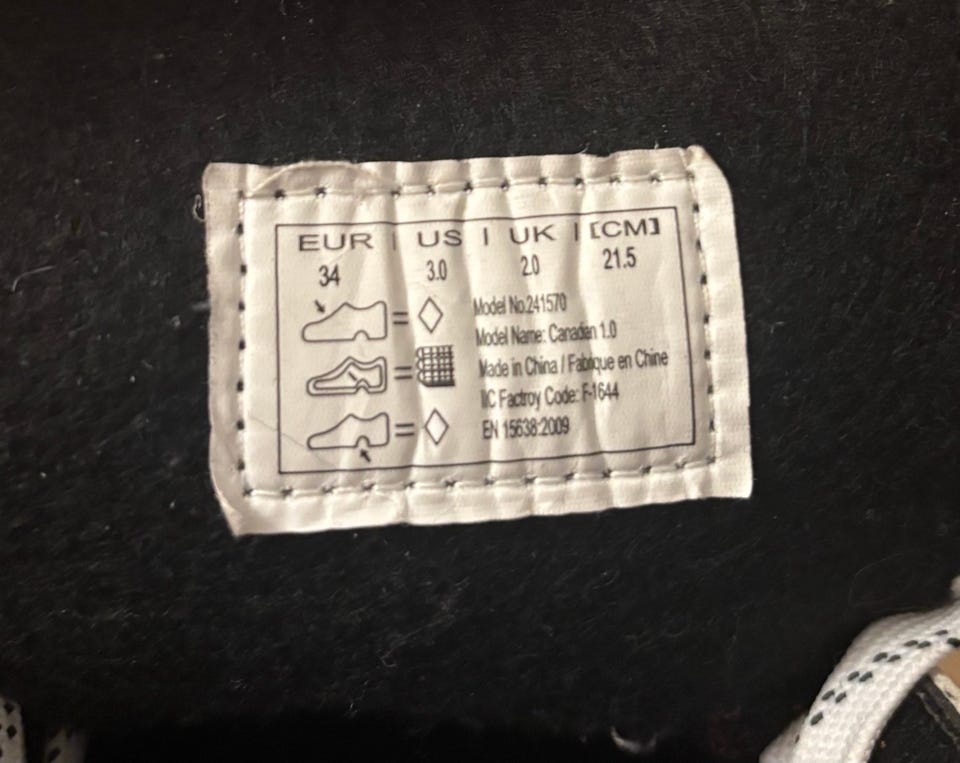 EUR | US | UK | [CM]
34 3.0 2.0 21.5
Model No.241570
Model Name: Canadian 1.0
Made in China / Fabrique en Chine
IIC Factroy Code: F-1644
EN 15638:2009